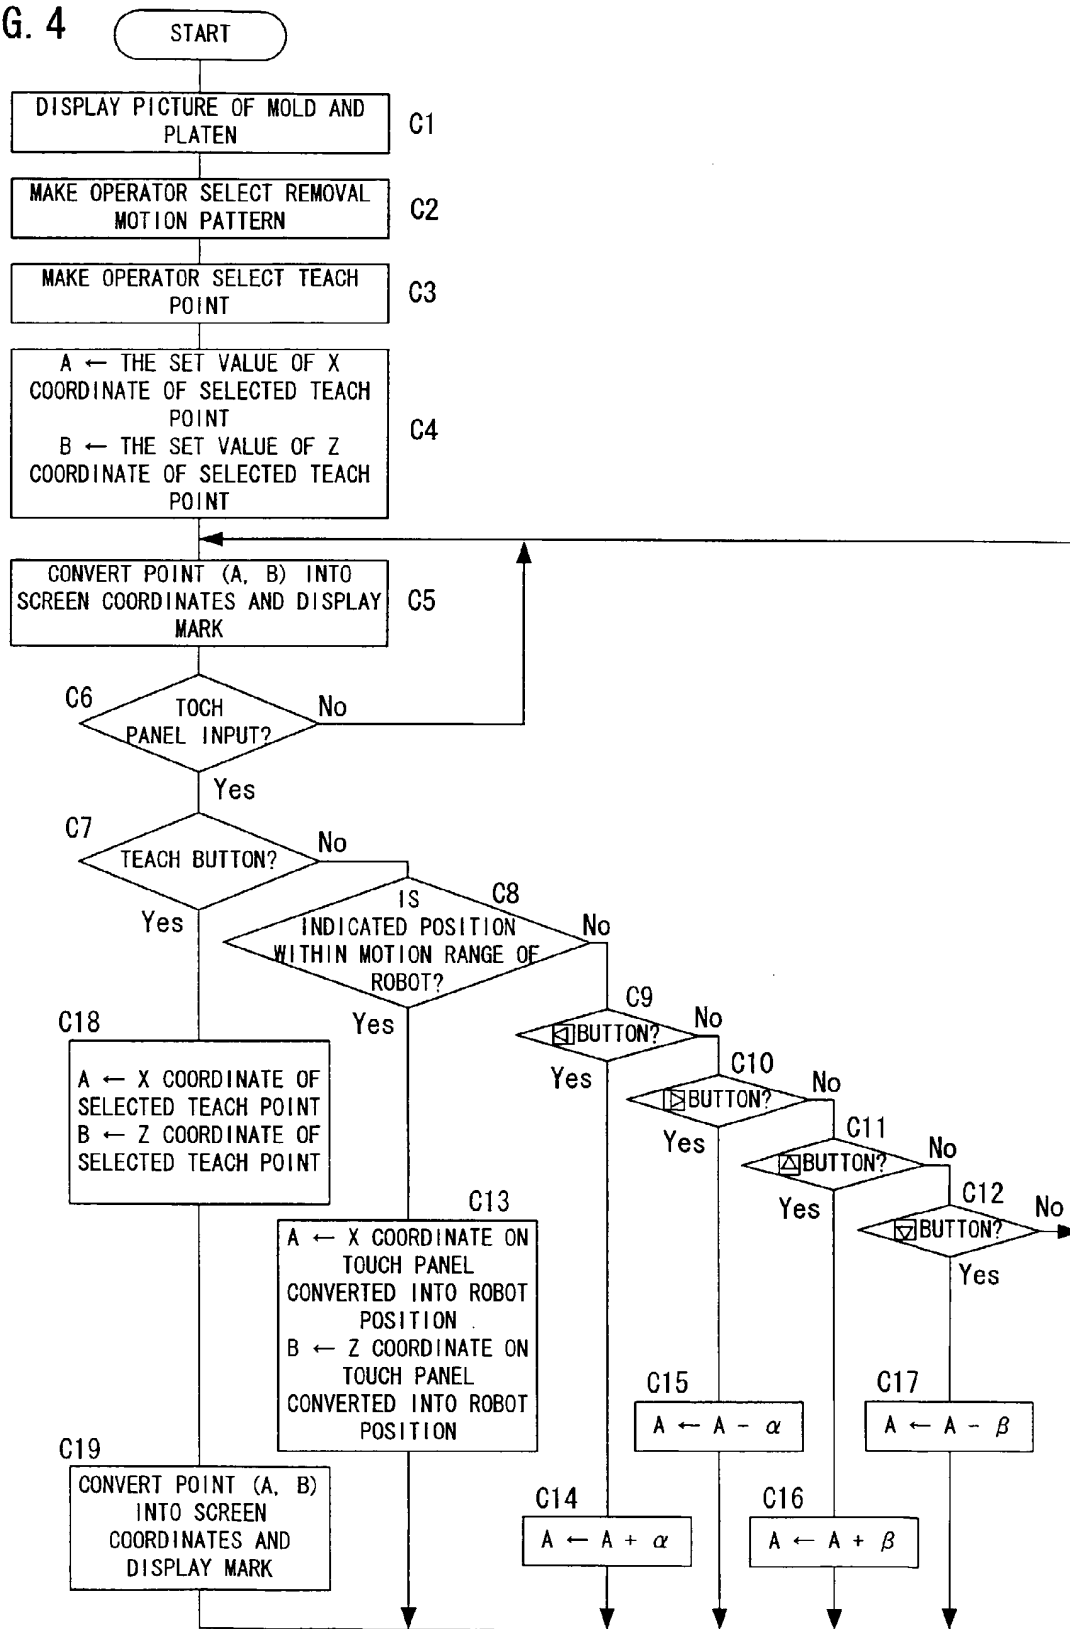 G. 4
START
DISPLAY PICTURE OF MOLD AND
PLATEN
C1
MAKE OPERATOR SELECT REMOVAL
MOTION PATTERN
C2
MAKE OPERATOR SELECT TEACH
POINT
C3
A ← THE SET VALUE OF X
COORDINATE OF SELECTED TEACH
POINT
B ← THE SET VALUE OF Z
COORDINATE OF SELECTED TEACH
POINT
C4
CONVERT POINT (A, B) INTO
SCREEN COORDINATES AND DISPLAY
MARK
C5
C6
TOCH
PANEL INPUT?
No
Yes
C7
TEACH BUTTON?
No
Yes
C8
IS
INDICATED POSITION
WITHIN MOTION RANGE OF
ROBOT?
No
Yes
C9
◁BUTTON?
No
Yes
C10
▷BUTTON?
No
Yes
C11
△BUTTON?
No
Yes
C12
▽BUTTON?
No
Yes
C18
A ← X COORDINATE OF
SELECTED TEACH POINT
B ← Z COORDINATE OF
SELECTED TEACH POINT
C13
A ← X COORDINATE ON
TOUCH PANEL
CONVERTED INTO ROBOT
POSITION
B ← Z COORDINATE ON
TOUCH PANEL
CONVERTED INTO ROBOT
POSITION
C15
A ← A - α
C17
A ← A - β
C19
CONVERT POINT (A, B)
INTO SCREEN
COORDINATES AND
DISPLAY MARK
C14
A ← A + α
C16
A ← A + β